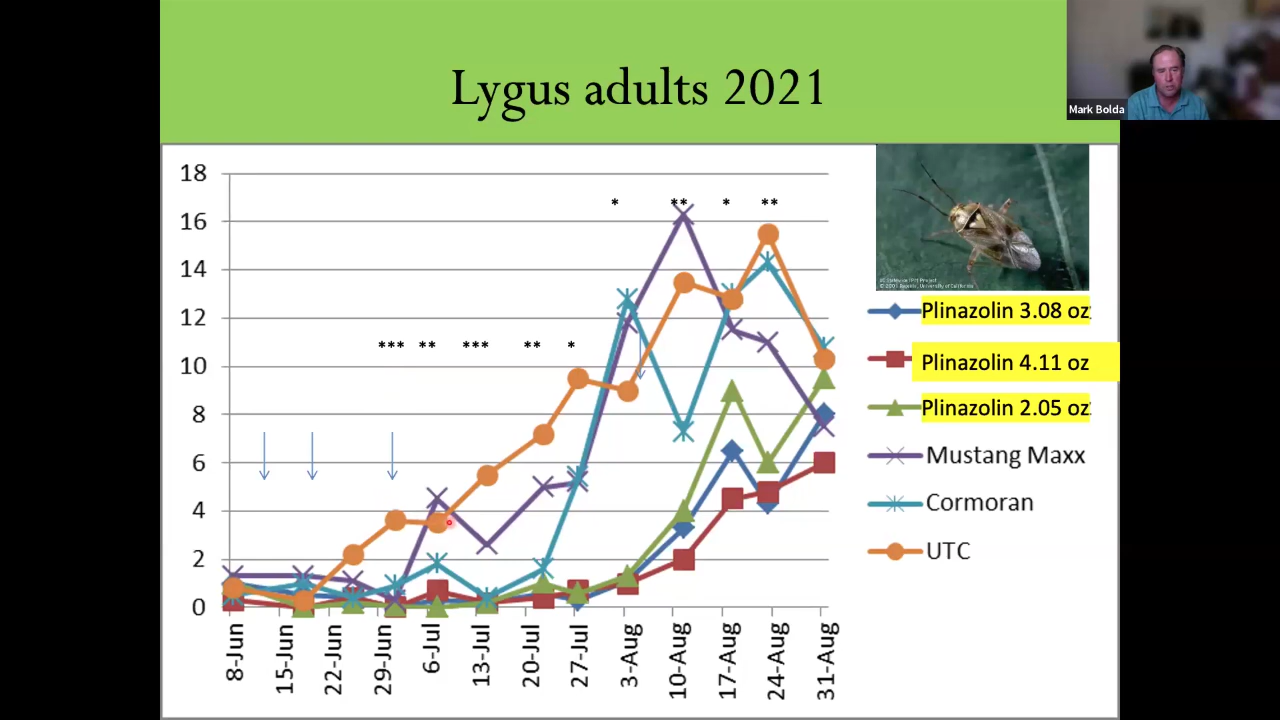 Lygus adults 2021
Mark Bolda
18
16
14
12
10
8
6
4
2
0
* ** * **
*** ** *** ** *
8-Jun
15-Jun
22-Jun
29-Jun
6-Jul
13-Jul
20-Jul
27-Jul
3-Aug
10-Aug
17-Aug
24-Aug
31-Aug
Plinazolin 3.08 oz
Plinazolin 4.11 oz
Plinazolin 2.05 oz
Mustang Maxx
Cormoran
UTC